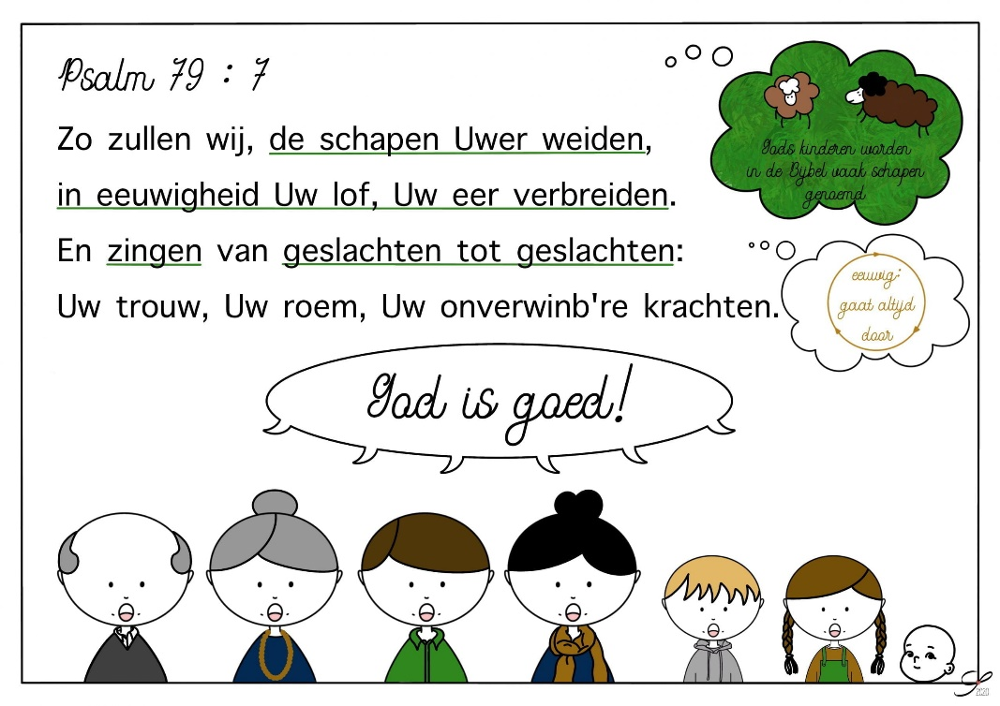 Psalm 79 : 7
Zo zullen wij, de schapen Uwer weiden,
in eeuwigheid Uw lof, Uw eer verbreiden.
En zingen van geslachten tot geslachten:
Uw trouw, Uw roem, Uw onverwinb're krachten.
Gods kinderen worden
in de Bijbel vaak schapen
genoemd
eeuwig:
gaat altijd
door
God is goed!
2020